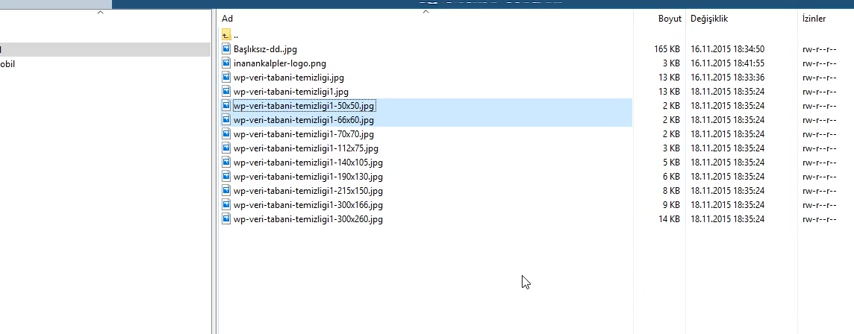 Ad Boyut Değişiklik İzinler
..
Başlıksız-dd..jpg 165 KB 16.11.2015 18:34:50 rw-r--r--
obil inanankalpler-logo.png 3 KB 16.11.2015 18:41:55 rw-r--r--
wp-veri-tabani-temizligi.jpg 13 KB 16.11.2015 18:33:36 rw-r--r--
wp-veri-tabani-temizligi1.jpg 13 KB 18.11.2015 18:35:24 rw-r--r--
wp-veri-tabani-temizligi1-50x50.jpg 2 KB 18.11.2015 18:35:24 rw-r--r--
wp-veri-tabani-temizligi1-66x60.jpg 2 KB 18.11.2015 18:35:24 rw-r--r--
wp-veri-tabani-temizligi1-70x70.jpg 2 KB 18.11.2015 18:35:24 rw-r--r--
wp-veri-tabani-temizligi1-112x75.jpg 3 KB 18.11.2015 18:35:24 rw-r--r--
wp-veri-tabani-temizligi1-140x105.jpg 5 KB 18.11.2015 18:35:24 rw-r--r--
wp-veri-tabani-temizligi1-190x130.jpg 6 KB 18.11.2015 18:35:24 rw-r--r--
wp-veri-tabani-temizligi1-215x150.jpg 8 KB 18.11.2015 18:35:24 rw-r--r--
wp-veri-tabani-temizligi1-300x166.jpg 9 KB 18.11.2015 18:35:24 rw-r--r--
wp-veri-tabani-temizligi1-300x260.jpg 14 KB 18.11.2015 18:35:24 rw-r--r--